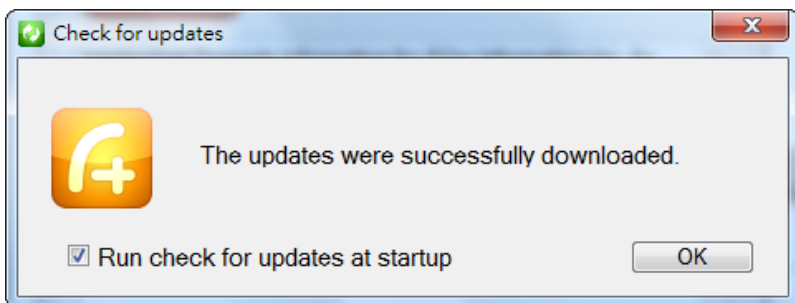 Check for updates
The updates were successfully downloaded.
Run check for updates at startup
OK